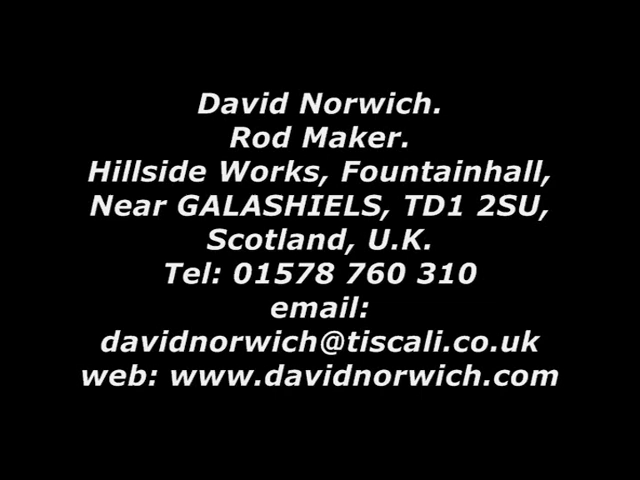 David Norwich.
Rod Maker.
Hillside Works, Fountainhall,
Near GALASHIELS, TD1 2SU,
Scotland, U.K.
Tel: 01578 760 310
email:
davidnorwich@tiscali.co.uk
web: www.davidnorwich.com